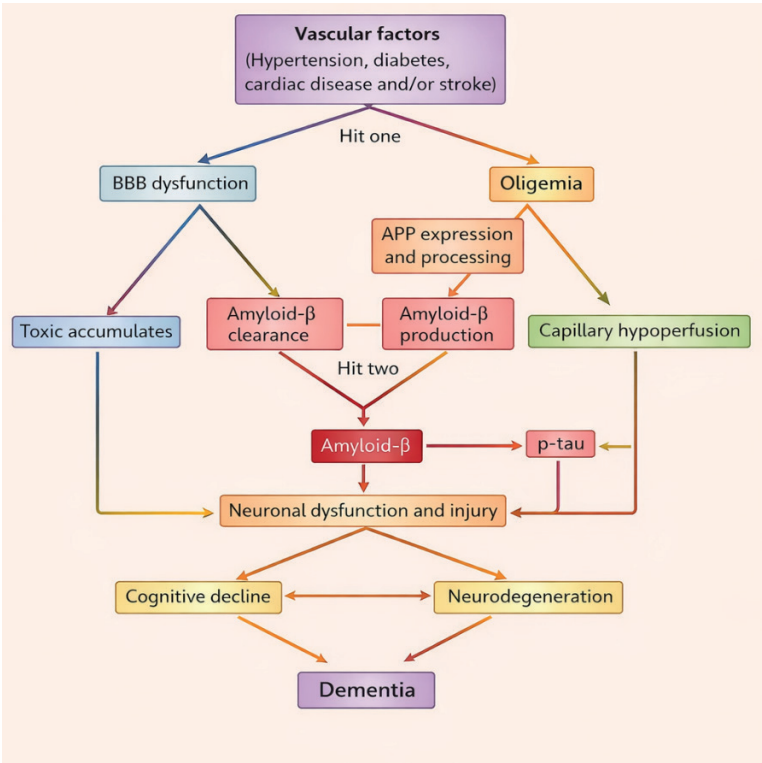 Vascular factors
(Hypertension, diabetes,
cardiac disease and/or stroke)
Hit one
BBB dysfunction
Oligemia
APP expression
and processing
Toxic accumulates
Amyloid-β
clearance
Amyloid-β
production
Capillary hypoperfusion
Hit two
Amyloid-β
p-tau
Neuronal dysfunction and injury
Cognitive decline
Neurodegeneration
Dementia